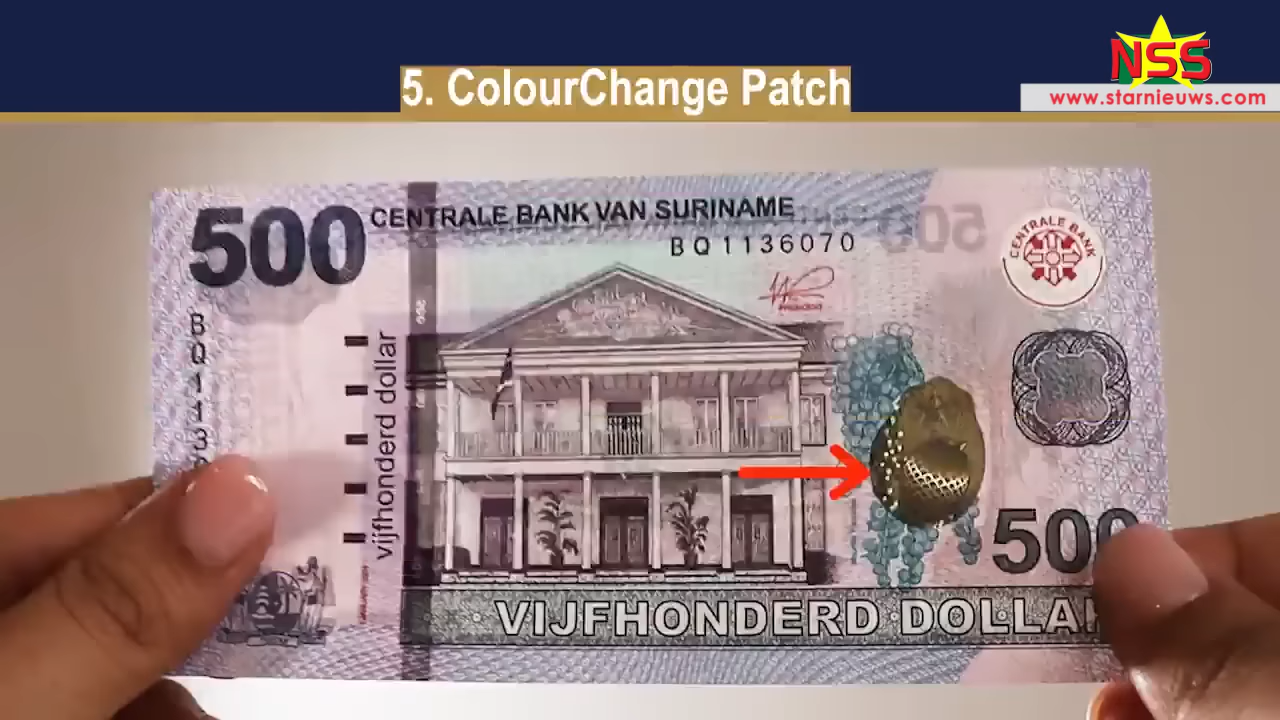 5. ColourChange Patch
NSS
www.starnieuws.com
500
CENTRALE BANK VAN SURINAME
BQ1136070
500
CENTRALE BANK
vijfhonderd dollar
500
VIJFHONDERD DOLLAR